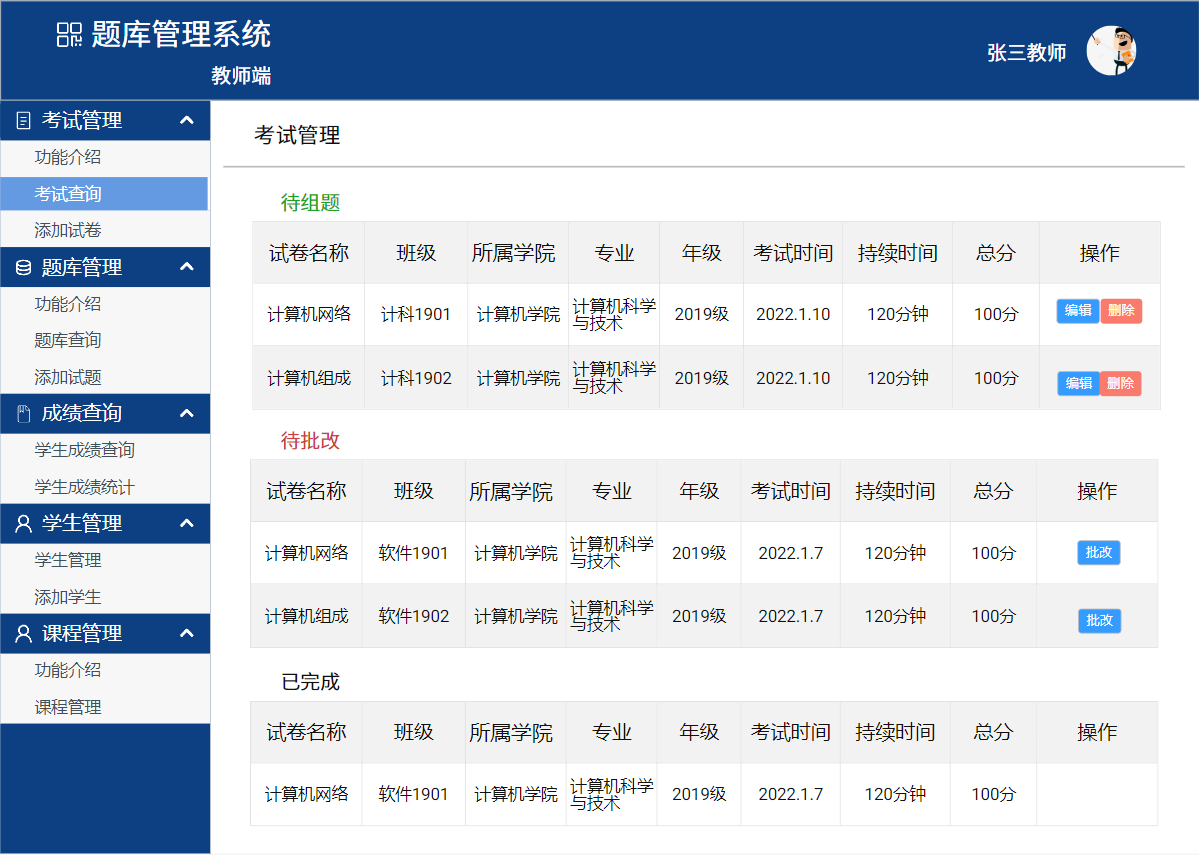 题库管理系统
教师端
张三教师
考试管理
功能介绍
考试查询
添加试卷
题库管理
功能介绍
题库查询
添加试题
成绩查询
学生成绩查询
学生成绩统计
学生管理
学生管理
添加学生
课程管理
功能介绍
课程管理
考试管理
待组题
试卷名称 班级 所属学院 专业 年级 考试时间 持续时间 总分 操作
计算机网络 计科1901 计算机学院 计算机科学与技术 2019级 2022.1.10 120分钟 100分 编辑 删除
计算机组成 计科1902 计算机学院 计算机科学与技术 2019级 2022.1.10 120分钟 100分 编辑 删除
待批改
试卷名称 班级 所属学院 专业 年级 考试时间 持续时间 总分 操作
计算机网络 软件1901 计算机学院 计算机科学与技术 2019级 2022.1.7 120分钟 100分 批改
计算机组成 软件1902 计算机学院 计算机科学与技术 2019级 2022.1.7 120分钟 100分 批改
已完成
试卷名称 班级 所属学院 专业 年级 考试时间 持续时间 总分 操作
计算机网络 软件1901 计算机学院 计算机科学与技术 2019级 2022.1.7 120分钟 100分